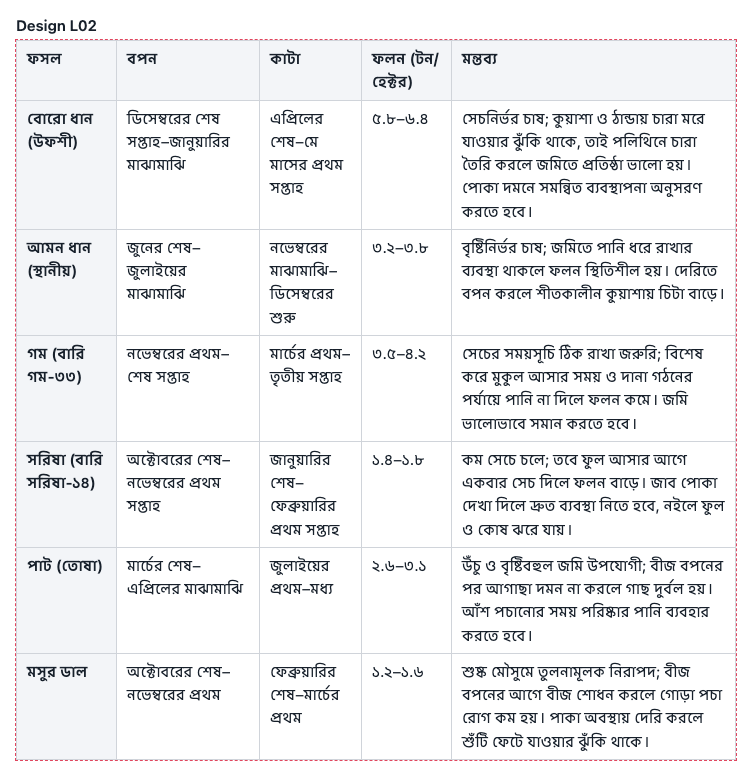 Design L02
ফসল
বপন
কাটা
ফলন (টন/
হেক্টর)
মন্তব্য
বোরো ধান
(উফশী)
ডিসেম্বরের শেষ
সপ্তাহ–জানুয়ারির
মাঝামাঝি
এপ্রিলের
শেষ–মে
মাসের প্রথম
সপ্তাহ
৫.৮–৬.৪
সেচনির্ভর চাষ; কুয়াশা ও ঠান্ডায় চারা মরে
যাওয়ার ঝুঁকি থাকে, তাই পলিথিনে চারা
তৈরি করলে জমিতে প্রতিষ্ঠা ভালো হয়।
পোকা দমনে সমন্বিত ব্যবস্থাপনা অনুসরণ
করতে হবে।
আমন ধান
(স্থানীয়)
জুনের শেষ–
জুলাইয়ের
মাঝামাঝি
নভেম্বরের
মাঝামাঝি–
ডিসেম্বরের
শুরু
৩.২–৩.৮
বৃষ্টিনির্ভর চাষ; জমিতে পানি ধরে রাখার
ব্যবস্থা থাকলে ফলন স্থিতিশীল হয়। দেরিতে
বপন করলে শীতকালীন কুয়াশায় চিটা বাড়ে।
গম (বারি
গম-৩৩)
নভেম্বরের প্রথম–
শেষ সপ্তাহ
মার্চের প্রথম–
তৃতীয় সপ্তাহ
৩.৫–৪.২
সেচের সময়সূচি ঠিক রাখা জরুরি; বিশেষ
করে মুকুল আসার সময় ও দানা গঠনের
পর্যায়ে পানি না দিলে ফলন কমে। জমি
ভালোভাবে সমান করতে হবে।
সরিষা (বারি
সরিষা-১৪)
অক্টোবরের শেষ–
নভেম্বরের প্রথম
সপ্তাহ
জানুয়ারির
শেষ–
ফেব্রুয়ারির
প্রথম সপ্তাহ
১.৪–১.৮
কম সেচে চলে; তবে ফুল আসার আগে
একবার সেচ দিলে ফলন বাড়ে। জাব পোকা
দেখা দিলে দ্রুত ব্যবস্থা নিতে হবে, নইলে ফুল
ও কোষ ঝরে যায়।
পাট (তোষা)
মার্চের শেষ–
এপ্রিলের মাঝামাঝি
জুলাইয়ের
প্রথম–মধ্য
২.৬–৩.১
উঁচু ও বৃষ্টিবহুল জমি উপযোগী; বীজ বপনের
পর আগাছা দমন না করলে গাছ দুর্বল হয়।
আঁশ পচানোর সময় পরিষ্কার পানি ব্যবহার
করতে হবে।
মসুর ডাল
অক্টোবরের শেষ–
নভেম্বরের প্রথম
ফেব্রুয়ারির
শেষ–মার্চের
প্রথম
১.২–১.৬
শুষ্ক মৌসুমে তুলনামূলক নিরাপদ; বীজ
বপনের আগে বীজ শোধন করলে গোড়া পচা
রোগ কম হয়। পাকা অবস্থায় দেরি করলে
শুঁটি ফেটে যাওয়ার ঝুঁকি থাকে।